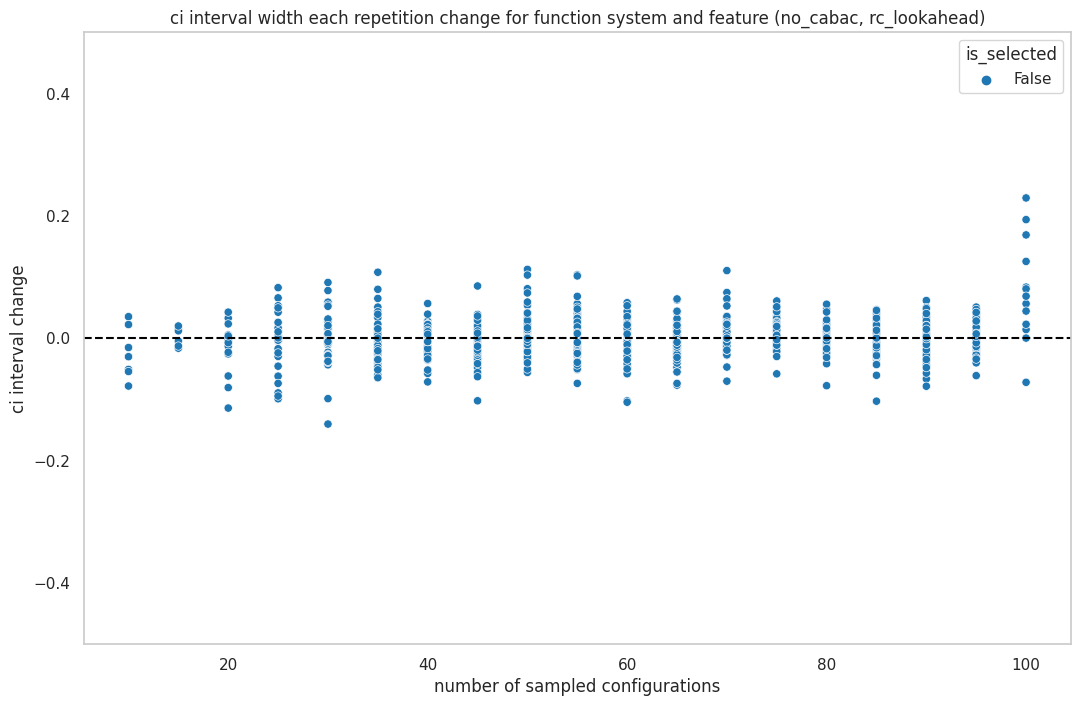 ci interval width each repetition change for function system and feature (no_cabac, rc_lookahead)
is_selected
False
ci interval change
0.4
0.2
0.0
−0.2
−0.4
20
40
60
80
100
number of sampled configurations